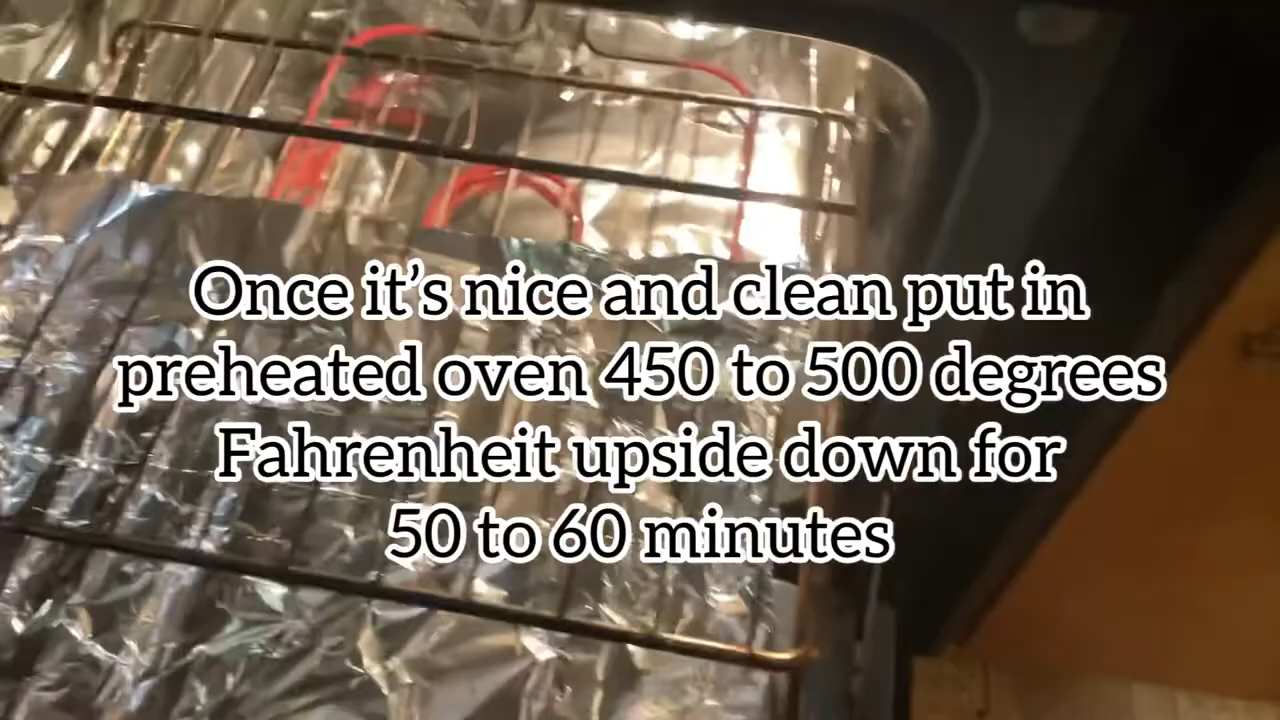 Once it’s nice and clean put in
preheated oven 450 to 500 degrees
Fahrenheit upside down for
50 to 60 minutes